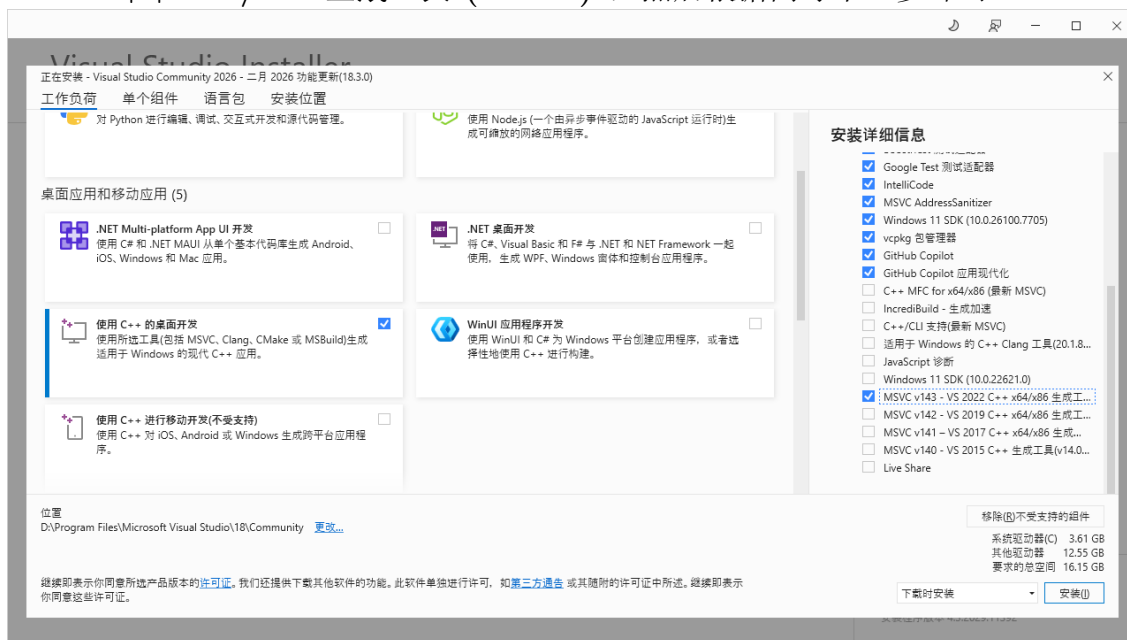 Visual Studio Installer
正在安装 - Visual Studio Community 2026 - 二月 2026 功能更新(18.3.0)
工作负荷 单个组件 语言包 安装位置
对 Python 进行编辑、调试、交互式开发和源代码管理。
使用 Node.js (一个由异步事件驱动的 JavaScript 运行时)生
成可缩放的网络应用程序。
桌面应用和移动应用 (5)
.NET Multi-platform App UI 开发
使用 C# 和 .NET MAUI 从单个基本代码库生成 Android、
iOS、Windows 和 Mac 应用。
.NET
.NET 桌面开发
将 C#、Visual Basic 和 F# 与 .NET 和 NET Framework 一起
使用，生成 WPF、Windows 窗体和控制台应用程序。
使用 C++ 的桌面开发
使用所选工具(包括 MSVC、Clang、CMake 或 MSBuild)生成
适用于 Windows 的现代 C++ 应用。
WinUI 应用程序开发
使用 WinUI 和 C# 为 Windows 平台创建应用程序，或者选
择性地使用 C++ 进行构建。
使用 C++ 进行移动开发(不受支持)
使用 C++ 对 iOS、Android 或 Windows 生成跨平台应用程
序。
安装详细信息
Google Test 测试适配器
IntelliCode
MSVC AddressSanitizer
Windows 11 SDK (10.0.26100.7705)
vcpkg 包管理器
GitHub Copilot
GitHub Copilot 应用现代化
C++ MFC for x64/x86 (最新 MSVC)
IncrediBuild - 生成加速
C++/CLI 支持(最新 MSVC)
适用于 Windows 的 C++ Clang 工具(20.1.8...
JavaScript 诊断
Windows 11 SDK (10.0.22621.0)
MSVC v143 - VS 2022 C++ x64/x86 生成工...
MSVC v142 - VS 2019 C++ x64/x86 生成工...
MSVC v141 – VS 2017 C++ x64/x86 生成...
MSVC v140 - VS 2015 C++ 生成工具(v14.0...
Live Share
位置
D:\Program Files\Microsoft Visual Studio\18\Community 更改...
移除(R)不受支持的组件
系统驱动器(C) 3.61 GB
其他驱动器 12.55 GB
要求的总空间 16.15 GB
继续即表示你同意所选产品版本的许可证。我们还提供下载其他软件的功能。此软件单独进行许可，如第三方通告 或其随附的许可证中所述。继续即表示
你同意这些许可证。
下载时安装
安装(I)